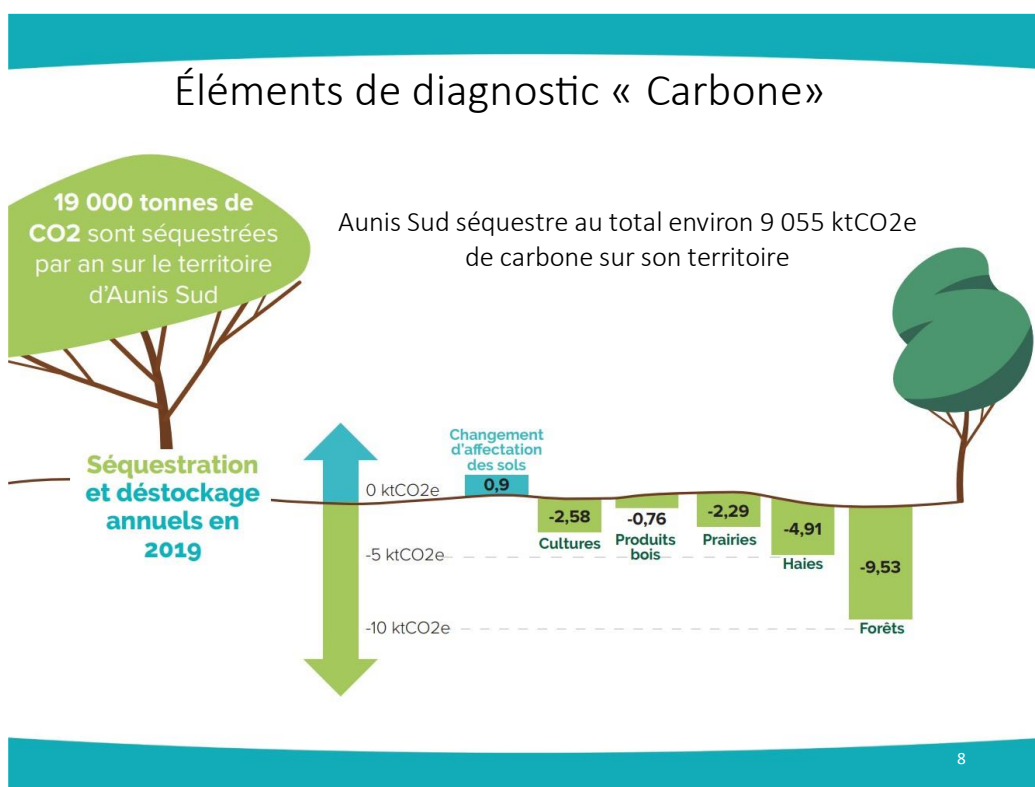 Éléments de diagnostic « Carbone»
19 000 tonnes de
CO2 sont séquestrées
par an sur le territoire
d'Aunis Sud
Aunis Sud séquestre au total environ 9 055 ktCO2e
de carbone sur son territoire
Séquestration
et déstockage
annuels en
2019
Changement
d'affectation
des sols
0,9
0 ktCO2e
-2,58
Cultures
-0,76
Produits
bois
-2,29
Prairies
-4,91
Haies
-9,53
Forêts
-5 ktCO2e
-10 ktCO2e
8